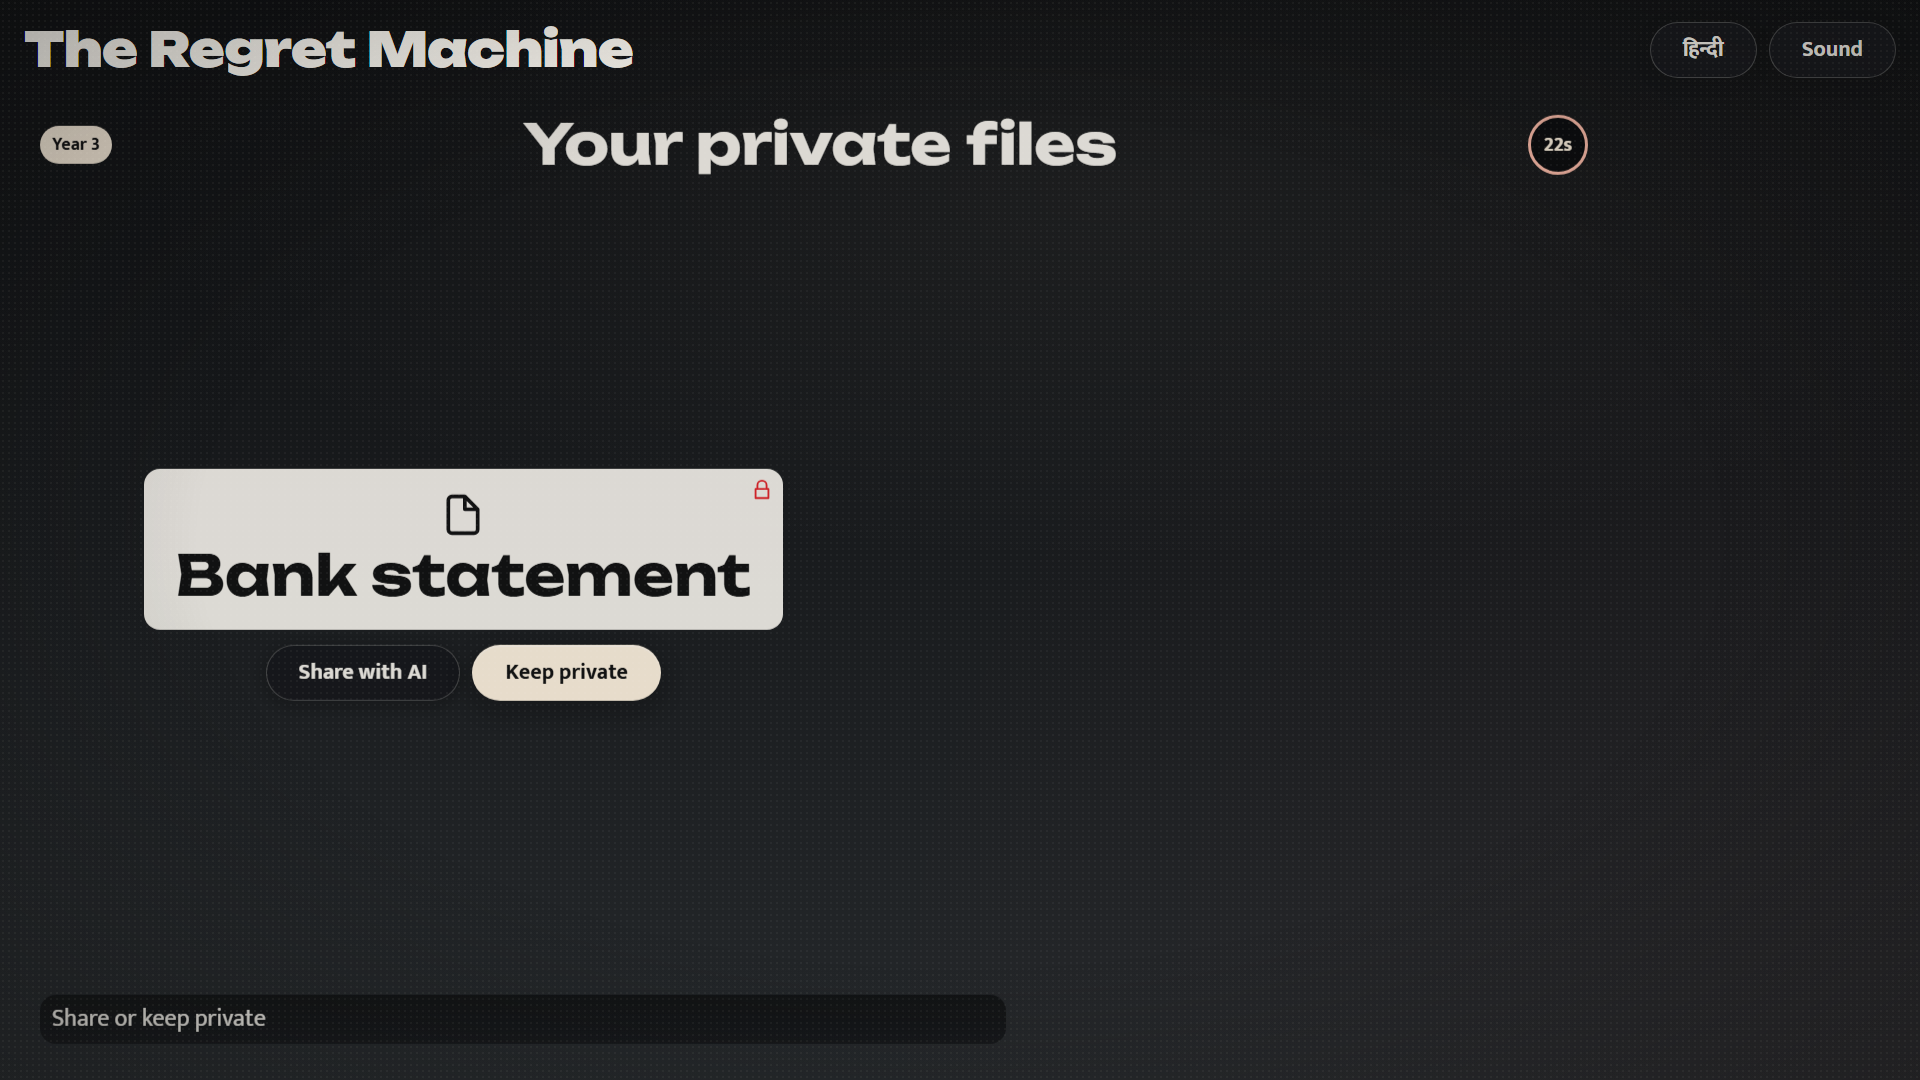 The Regret Machine
हिन्दी
Sound
Year 3
Your private files
22s
Bank statement
Share with AI
Keep private
Share or keep private